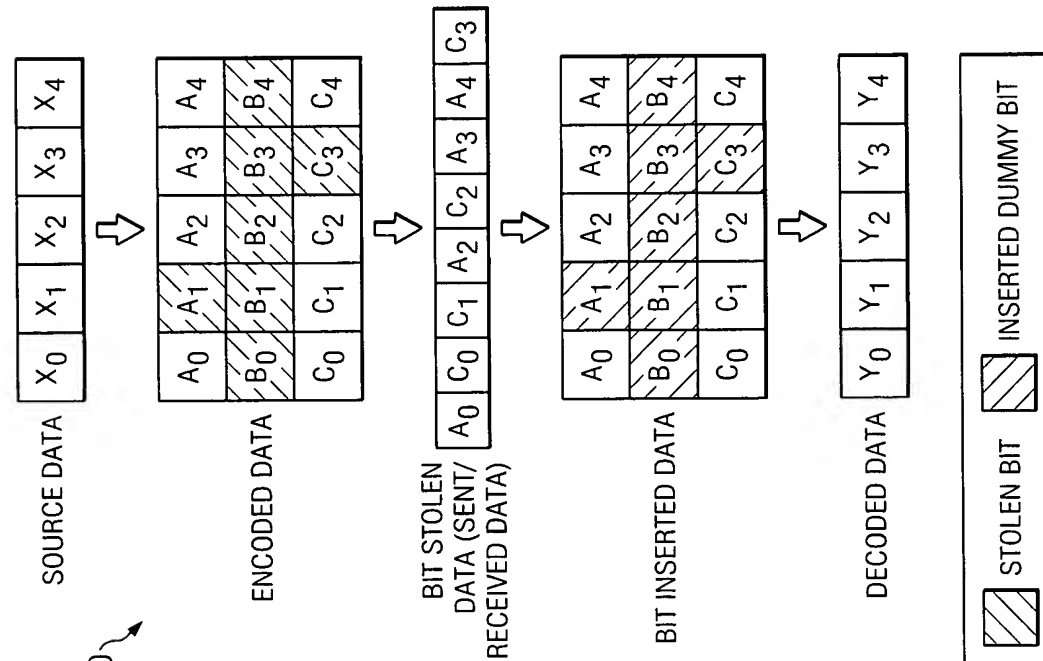 SOURCE DATA
X0 X1 X2 X3 X4
ENCODED DATA
A0 A1 A2 A3 A4
B0 B1 B2 B3 B4
C0 C1 C2 C3 C4
BIT STOLEN
DATA (SENT/
RECEIVED DATA)
A0 C0 C1 A2 C2 A3 A4 C3
BIT INSERTED DATA
A0 A1 A2 A3 A4
B0 B1 B2 B3 B4
C0 C1 C2 C3 C4
DECODED DATA
Y0 Y1 Y2 Y3 Y4
STOLEN BIT
INSERTED DUMMY BIT